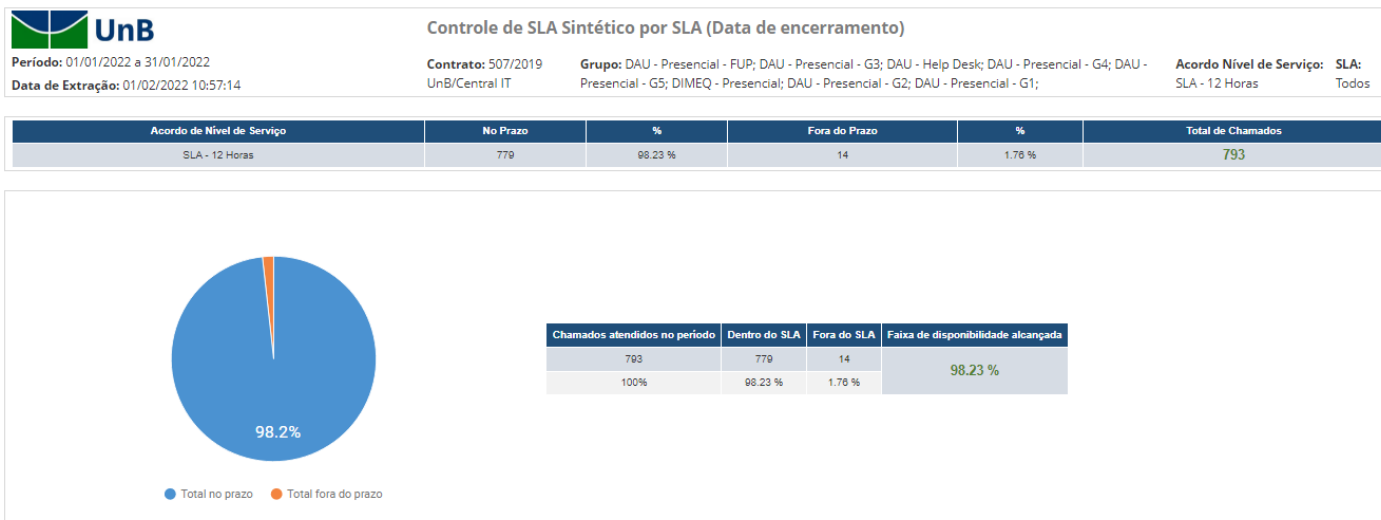 UnB
Controle de SLA Sintético por SLA (Data de encerramento)
Período: 01/01/2022 a 31/01/2022
Data de Extração: 01/02/2022 10:57:14
Contrato: 507/2019
UnB/Central IT
Grupo: DAU - Presencial - FUP; DAU - Presencial - G3; DAU - Help Desk; DAU - Presencial - G4; DAU -
Presencial - G5; DIMEQ - Presencial; DAU - Presencial - G2; DAU - Presencial - G1;
Acordo Nível de Serviço:
SLA - 12 Horas
SLA:
Todos
Acordo de Nível de Serviço No Prazo % Fora do Prazo % Total de Chamados
SLA - 12 Horas 779 98.23 % 14 1.76 % 793
98.2%
Total no prazo Total fora do prazo
Chamados atendidos no período Dentro do SLA Fora do SLA Faixa de disponibilidade alcançada
793 779 14 98.23 %
100% 98.23 % 1.76 %